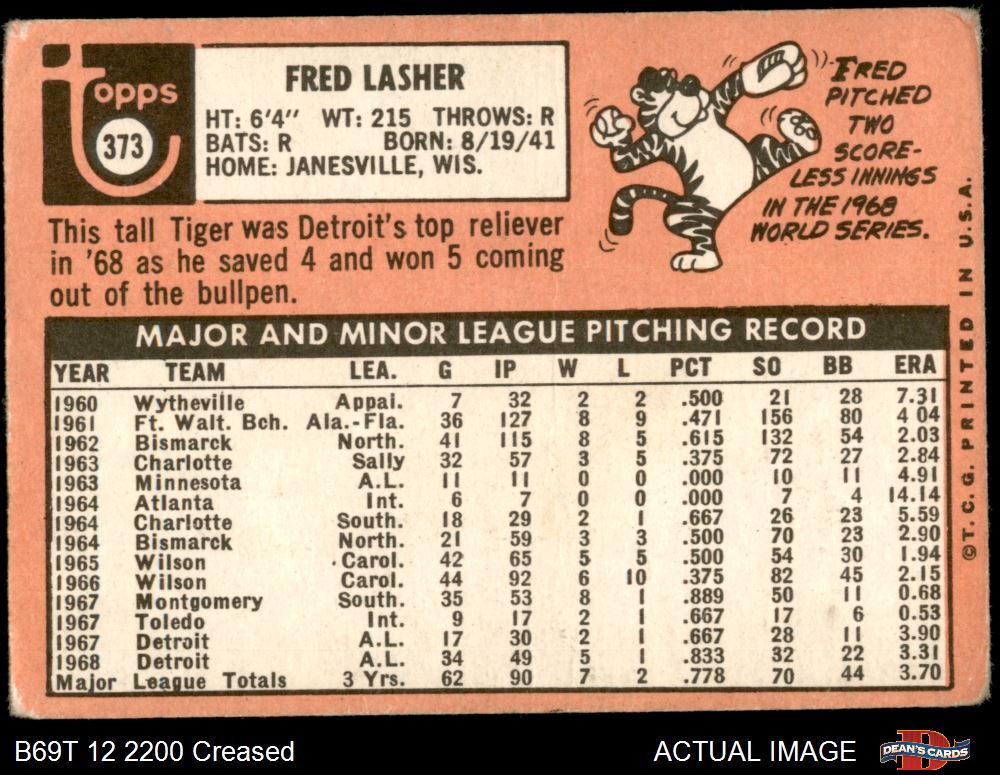 topps
373
FRED LASHER
HT: 6'4" WT: 215 THROWS: R
BATS: R BORN: 8/19/41
HOME: JANESVILLE, WIS.
This tall Tiger was Detroit's top reliever
in '68 as he saved 4 and won 5 coming
out of the bullpen.
FRED
PITCHED
TWO
SCORE-
LESS INNINGS
IN THE 1968
WORLD SERIES.
MAJOR AND MINOR LEAGUE PITCHING RECORD
YEAR TEAM LEA. G IP W L PCT SO BB ERA
1960 Wytheville Appal. 7 32 2 2 .500 21 28 7.31
1961 Ft. Walt. Bch. Ala.-Fla. 36 127 8 9 .471 156 80 4 04
1962 Bismarck North. 41 115 8 5 .615 132 54 2.03
1963 Charlotte Sally 32 57 3 5 .375 72 27 2.84
1963 Minnesota A.L. 11 11 0 0 .000 10 11 4.91
1964 Atlanta Int. 6 7 0 0 .000 7 4 14.14
1964 Charlotte South. 18 29 2 1 .667 26 23 5.59
1964 Bismarck North. 21 59 3 3 .500 70 23 2.90
1965 Wilson Carol. 42 65 5 5 .500 54 30 1.94
1966 Wilson Carol. 44 92 6 10 .375 82 45 2.15
1967 Montgomery South. 35 53 8 1 .889 50 11 0.68
1967 Toledo Int. 9 17 2 1 .667 17 6 0.53
1967 Detroit A.L. 17 30 2 1 .667 28 11 3.90
1968 Detroit A.L. 34 49 5 1 .833 32 22 3.31
Major League Totals 3 Yrs. 62 90 7 2 .778 70 44 3.70
©T.C.G. PRINTED IN U.S.A.
B69T 12 2200 Creased
ACTUAL IMAGE
DEAN'S CARDS